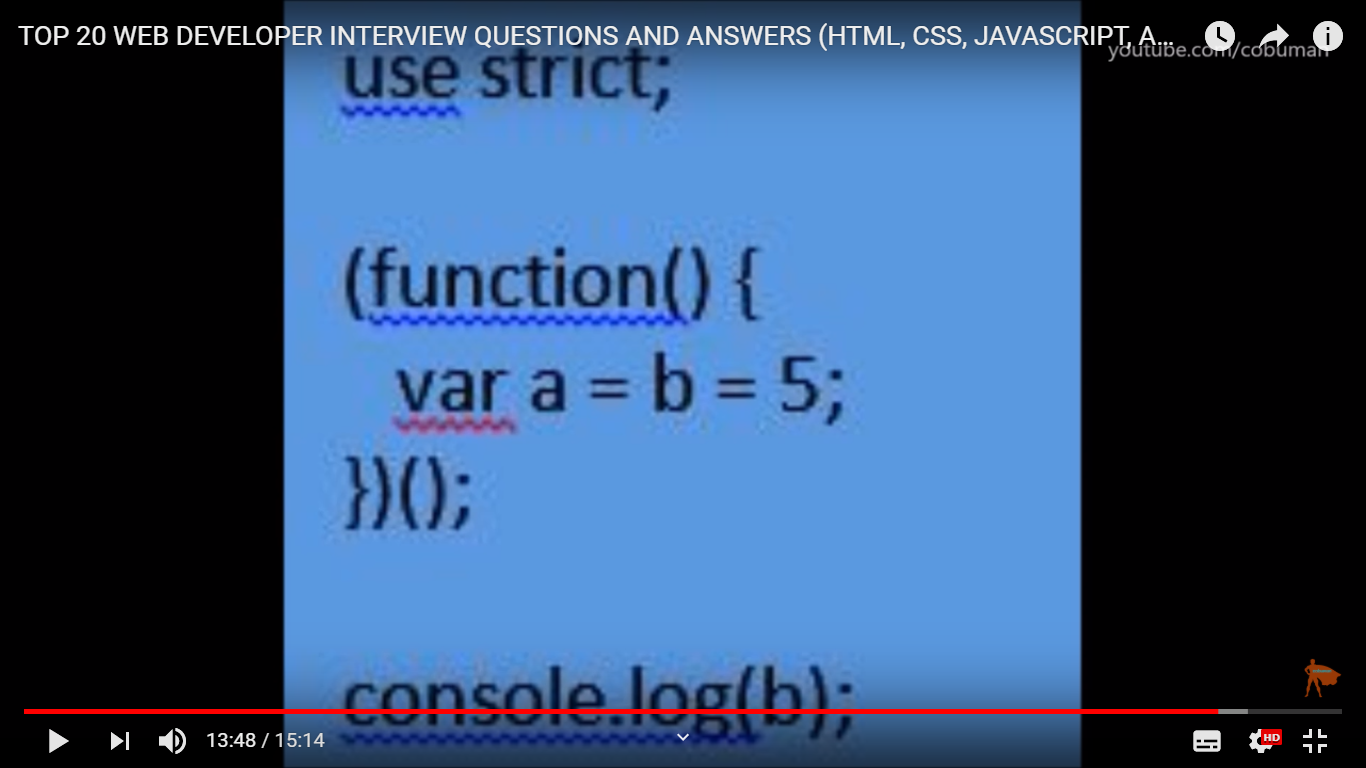 TOP 20 WEB DEVELOPER INTERVIEW QUESTIONS AND ANSWERS (HTML, CSS, JAVASCRIPT, A...
youtube.com/cobuman
use strict;
(function() {
var a = b = 5;
})();
console.log(b);
13:48 / 15:14
HD